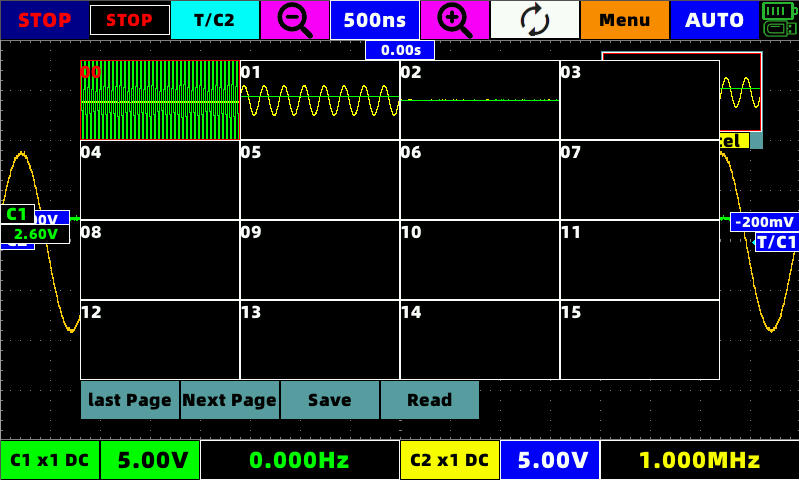 STOP STOP T/C2 500ns Menu AUTO
0.00s
00 01 02 03
cel
04 05 06 07
C1
00V
2.60V
-200mV
T/C1
08 09 10 11
12 13 14 15
last Page Next Page Save Read
C1 x1 DC 5.00V 0.000Hz C2 x1 DC 5.00V 1.000MHz